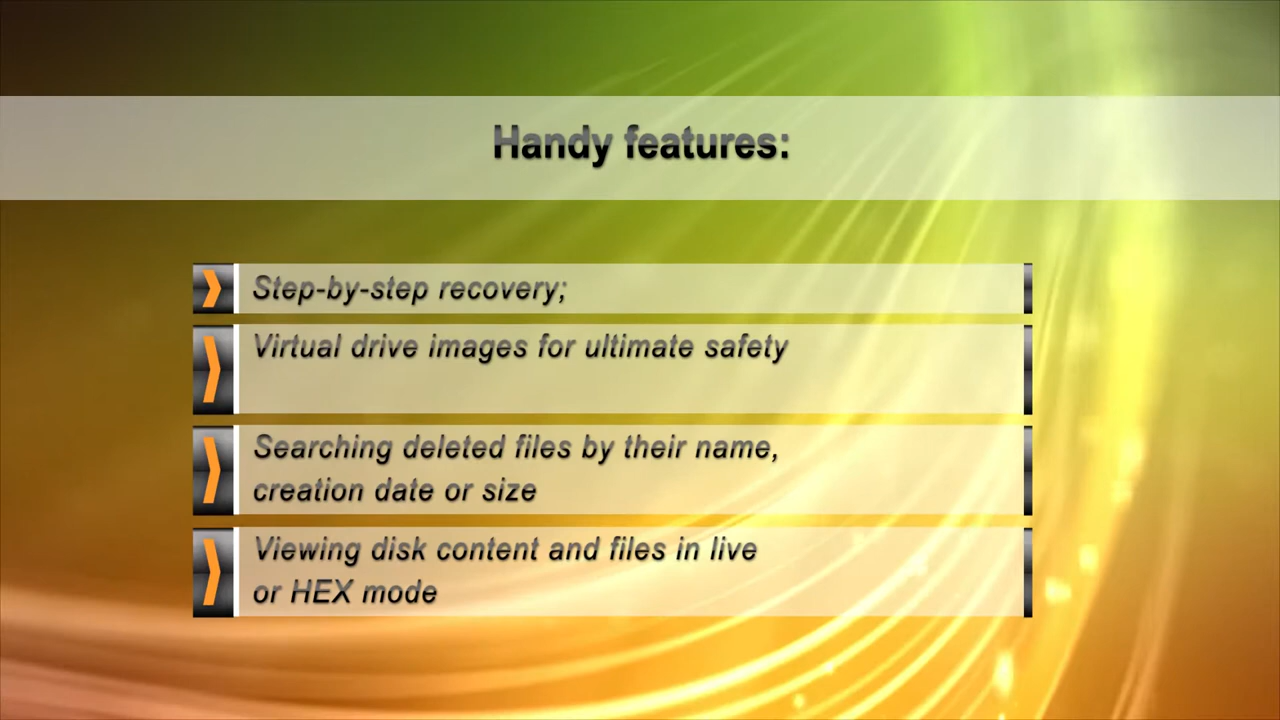 Handy features:
Step-by-step recovery;
Virtual drive images for ultimate safety
Searching deleted files by their name,
creation date or size
Viewing disk content and files in live
or HEX mode